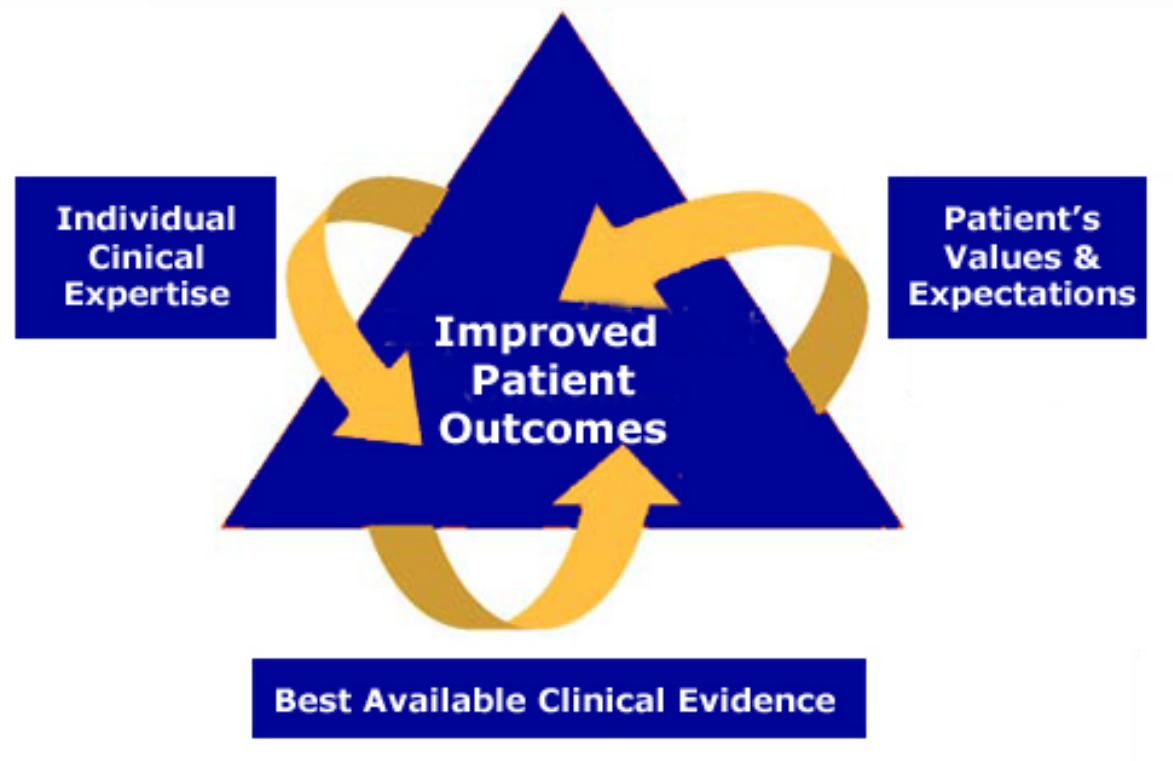 Individual
Cinical
Expertise
Patient’s
Values &
Expectations
Improved
Patient
Outcomes
Best Available Clinical Evidence